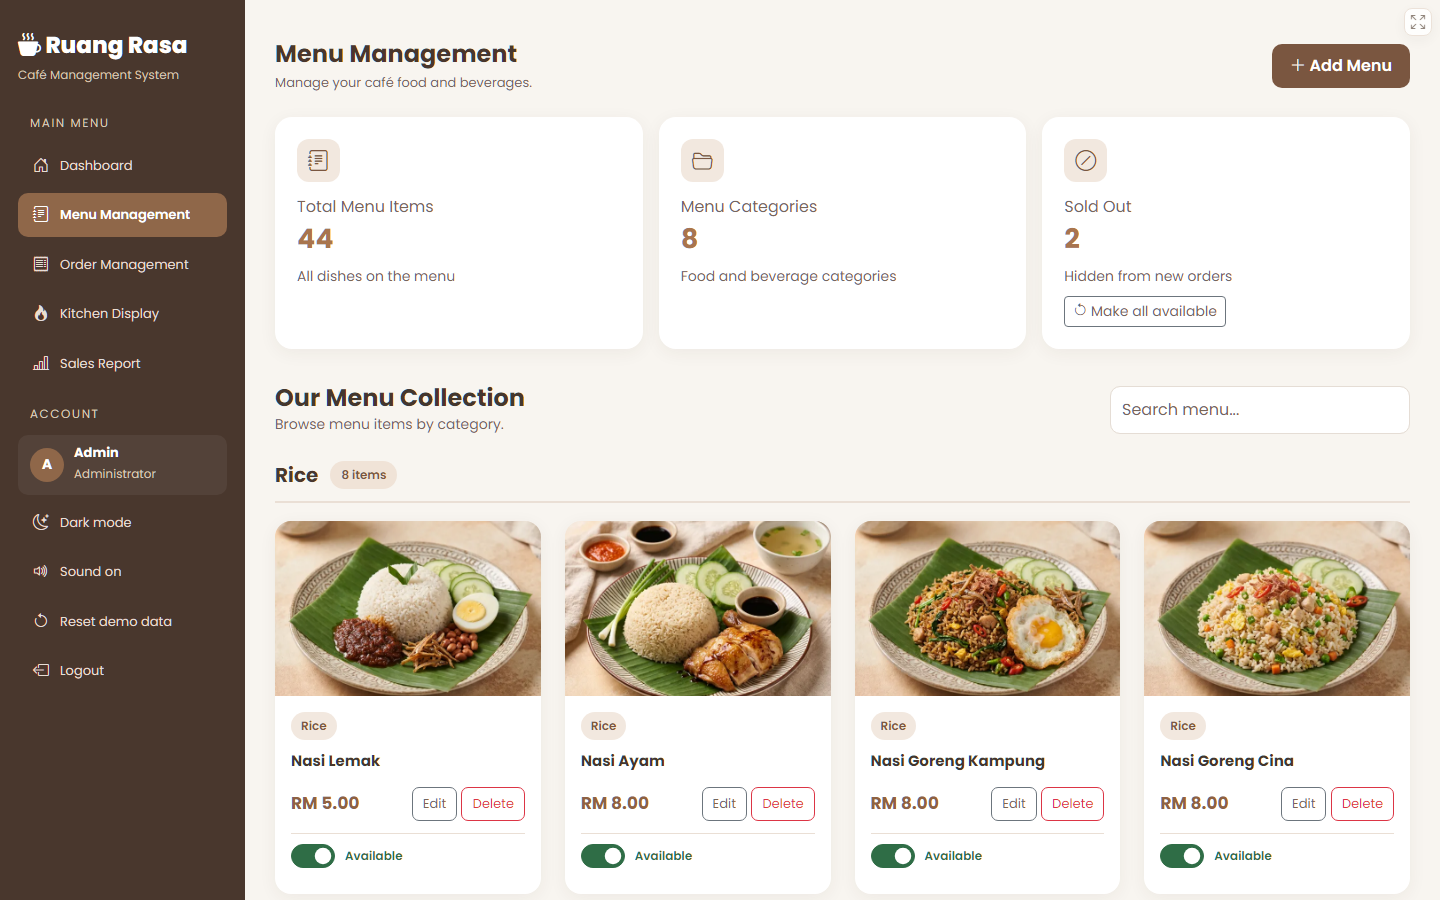 Ruang Rasa
Café Management System
MAIN MENU
Dashboard
Menu Management
Order Management
Kitchen Display
Sales Report
ACCOUNT
A
Admin
Administrator
Dark mode
Sound on
Reset demo data
Logout
Menu Management
Manage your café food and beverages.
+ Add Menu
Total Menu Items
44
All dishes on the menu
Menu Categories
8
Food and beverage categories
Sold Out
2
Hidden from new orders
Make all available
Our Menu Collection
Browse menu items by category.
Search menu...
Rice 8 items
Rice
Nasi Lemak
RM 5.00 Edit Delete
Available
Rice
Nasi Ayam
RM 8.00 Edit Delete
Available
Rice
Nasi Goreng Kampung
RM 8.00 Edit Delete
Available
Rice
Nasi Goreng Cina
RM 8.00 Edit Delete
Available